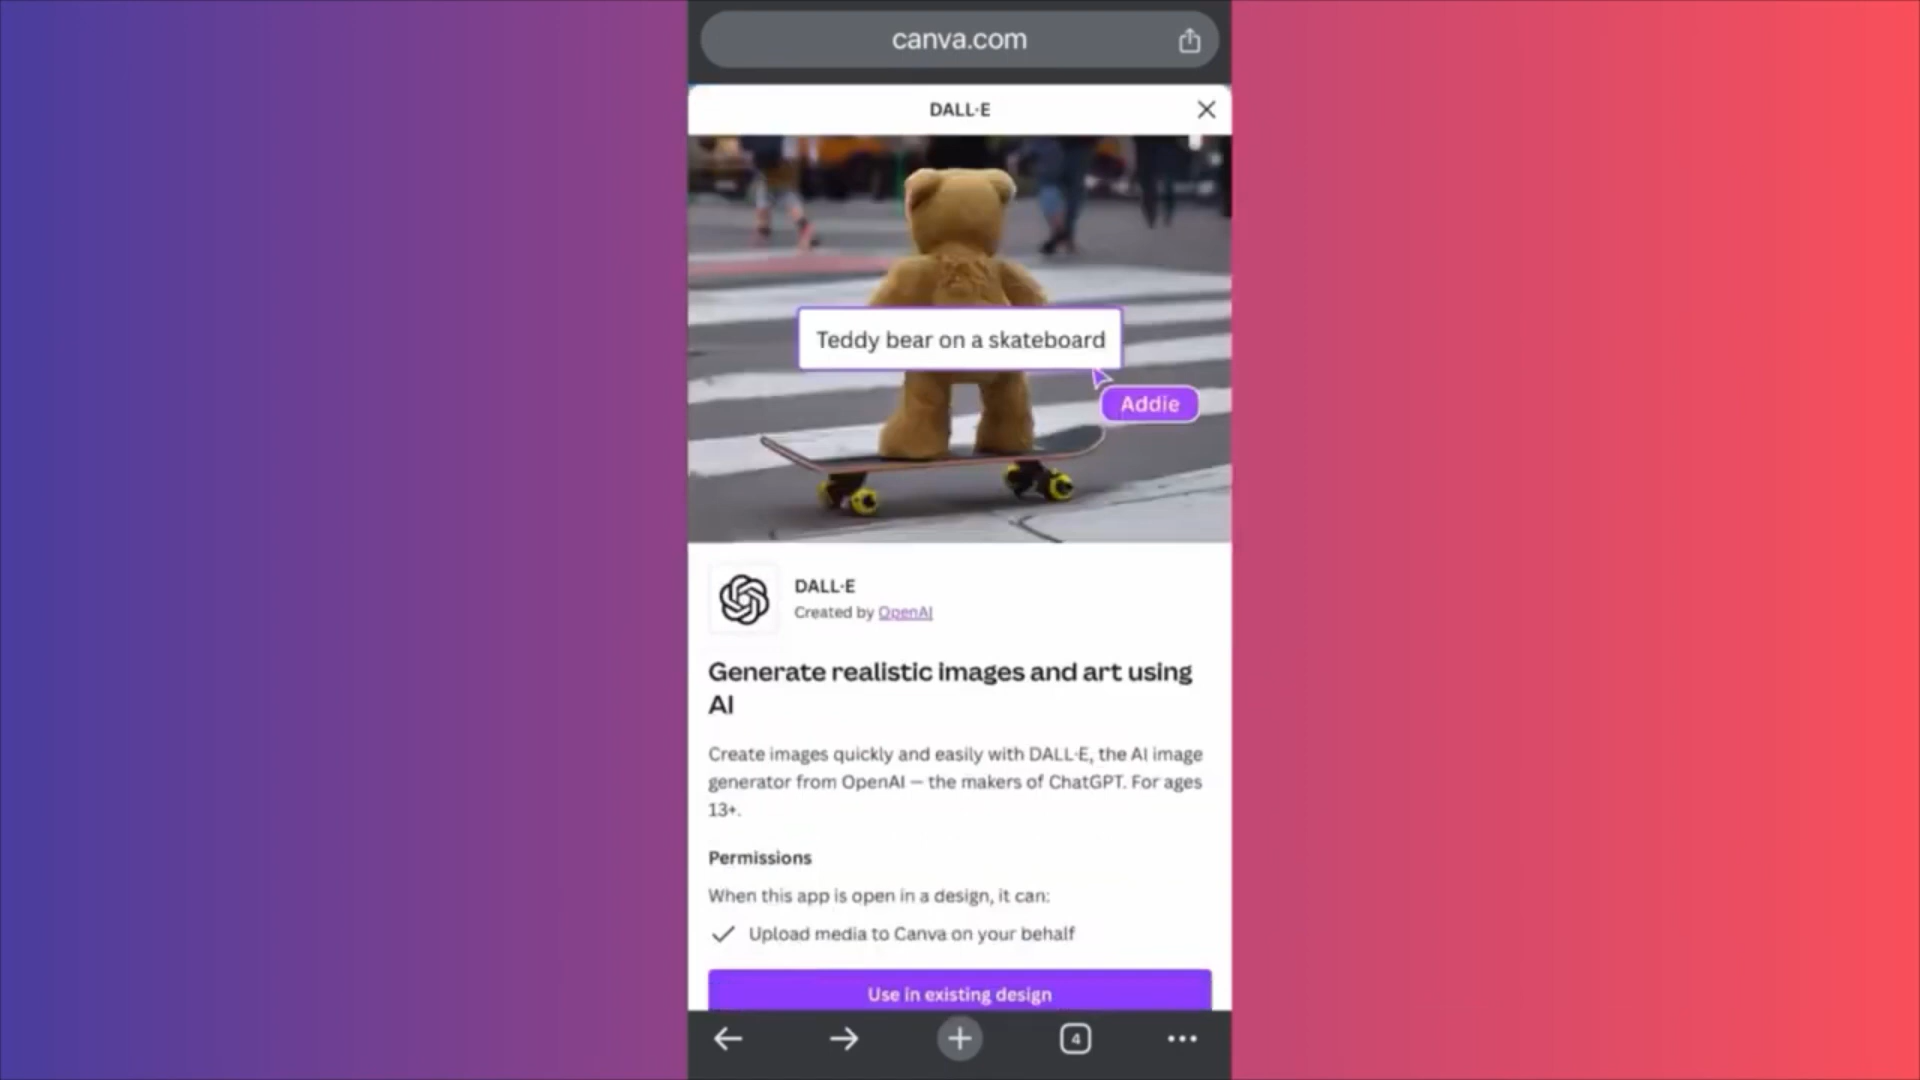 canva.com
DALL·E
Teddy bear on a skateboard
Addie
DALL·E
Created by OpenAI
Generate realistic images and art using
AI
Create images quickly and easily with DALL·E, the AI image
generator from OpenAI — the makers of ChatGPT. For ages
13+.
Permissions
When this app is open in a design, it can:
Upload media to Canva on your behalf
Use in existing design
4